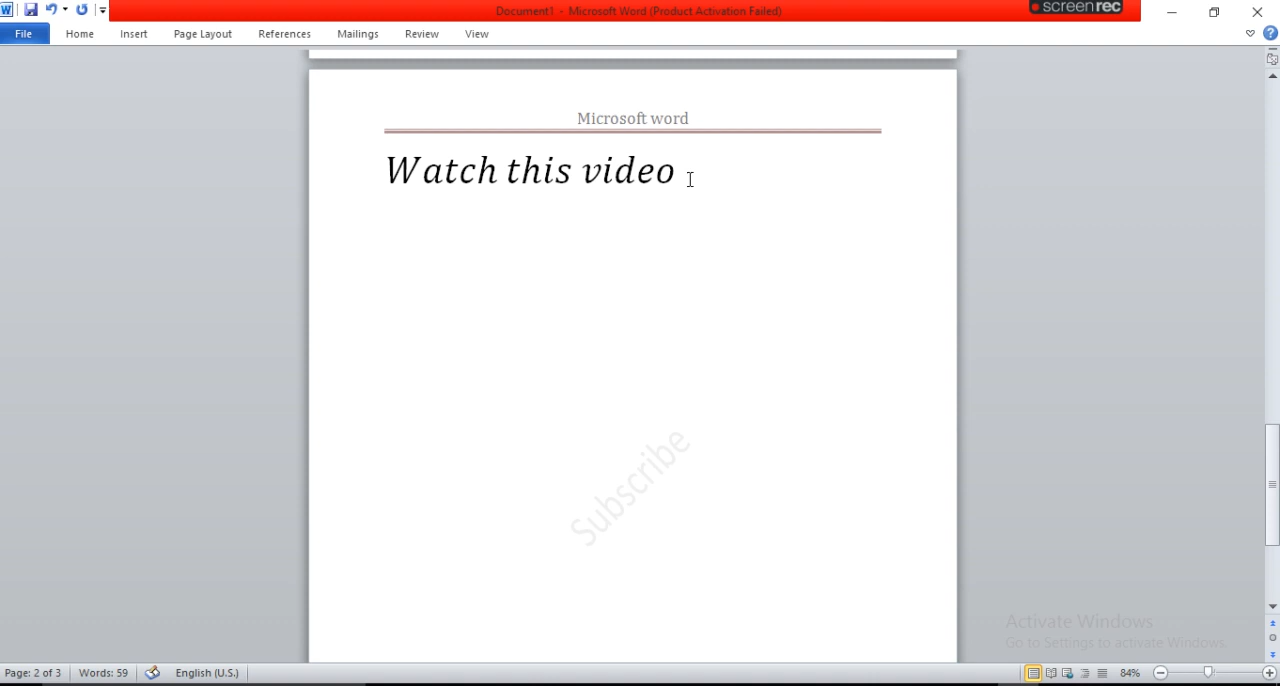 Document1 - Microsoft Word (Product Activation Failed)
screenrec
File Home Insert Page Layout References Mailings Review View
Microsoft word
Watch this video
Subscribe
Activate Windows
Go to Settings to activate Windows.
Page: 2 of 3 Words: 59 English (U.S.) 84%